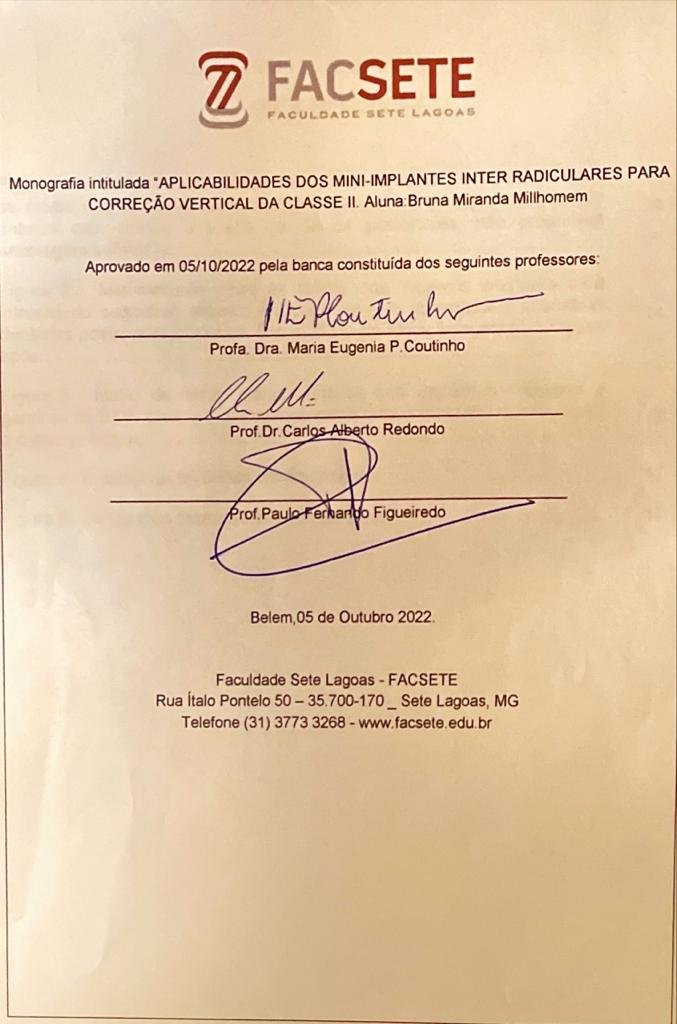 FACSETE
FACULDADE SETE LAGOAS
Monografia intitulada "APLICABILIDADES DOS MINI-IMPLANTES INTER RADICULARES PARA
CORREÇÃO VERTICAL DA CLASSE II. Aluna:Bruna Miranda Millhomem
Aprovado em 05/10/2022 pela banca constituída dos seguintes professores:
Profa. Dra. Maria Eugenia P.Coutinho
Prof.Dr.Carlos Alberto Redondo
Prof.Paulo Fernando Figueiredo
Belem,05 de Outubro 2022.
Faculdade Sete Lagoas - FACSETE
Rua Ítalo Pontelo 50 – 35.700-170 _ Sete Lagoas, MG
Telefone (31) 3773 3268 - www.facsete.edu.br